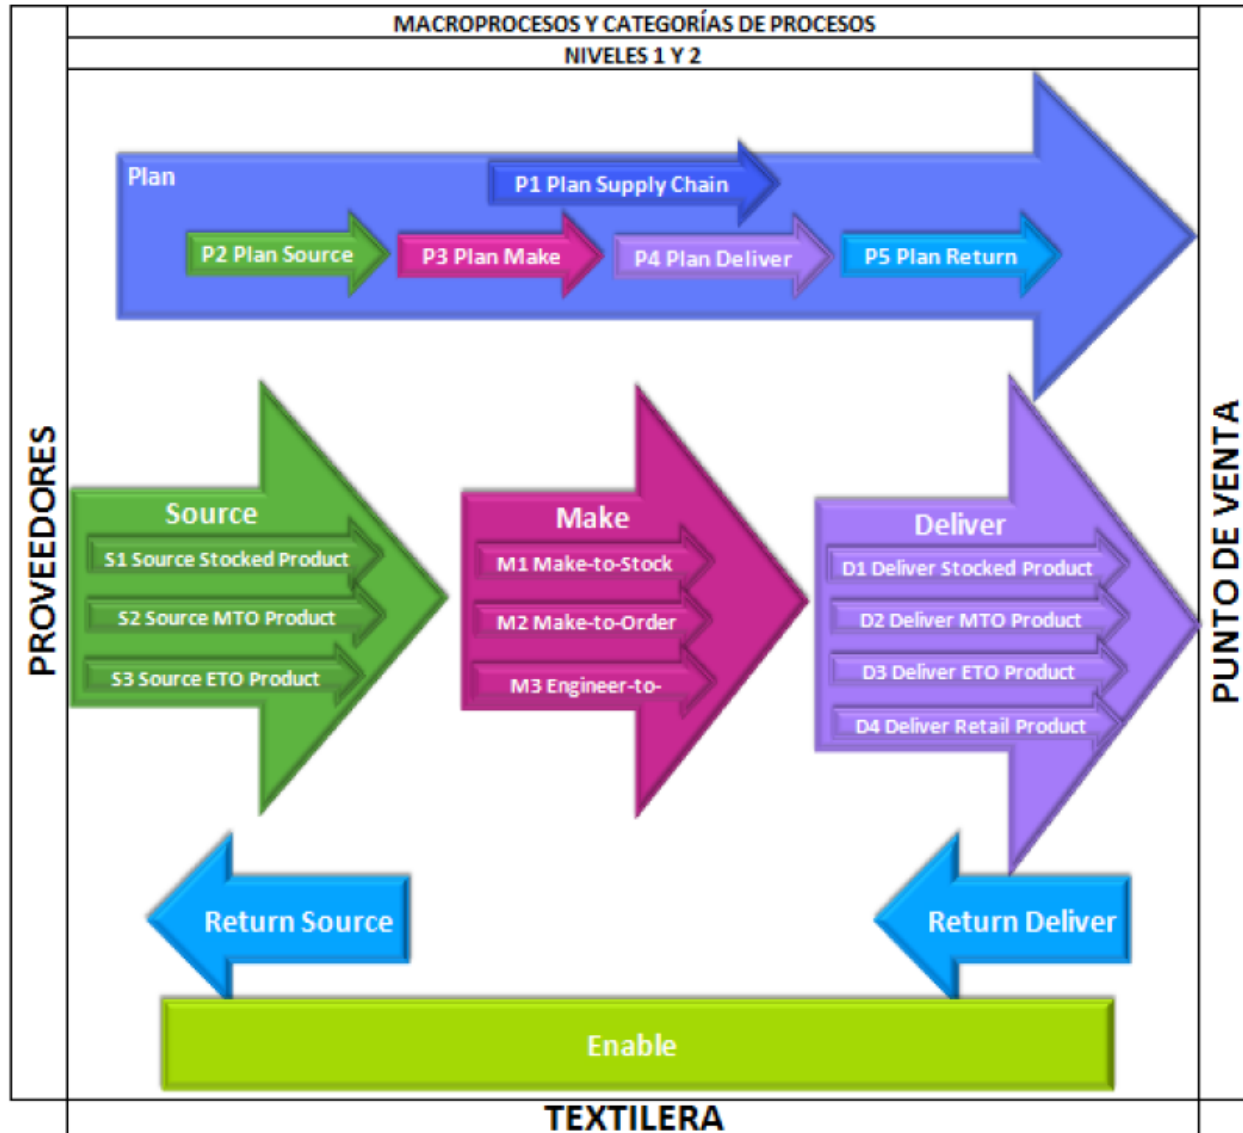 MACROPROCESOS Y CATEGORÍAS DE PROCESOS
NIVELES 1 Y 2
Plan
P1 Plan Supply Chain
P2 Plan Source
P3 Plan Make
P4 Plan Deliver
P5 Plan Return
PROVEEDORES
Source
S1 Source Stocked Product
S2 Source MTO Product
S3 Source ETO Product
Make
M1 Make-to-Stock
M2 Make-to-Order
M3 Engineer-to-
Deliver
D1 Deliver Stocked Product
D2 Deliver MTO Product
D3 Deliver ETO Product
D4 Deliver Retail Product
PUNTO DE VENTA
Return Source
Return Deliver
Enable
TEXTILERA